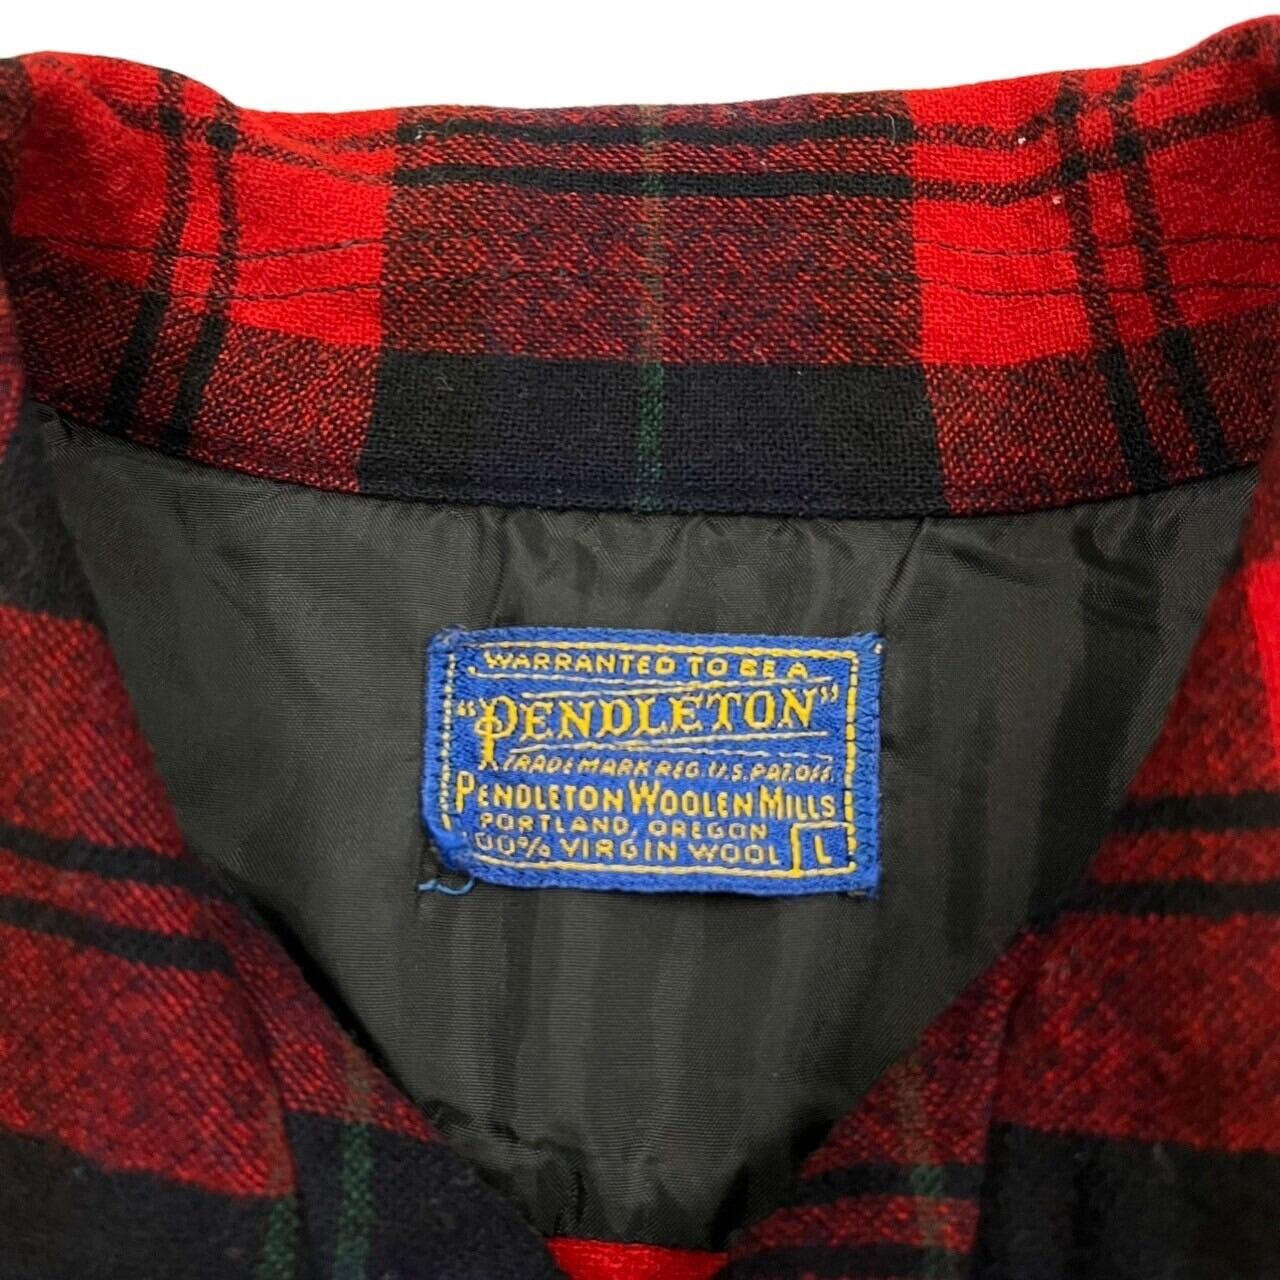 WARRANTED TO BE A
"PENDLETON"
TRADE MARK REG. U.S. PAT. OFF.
PENDLETON WOOLEN MILLS
PORTLAND, OREGON
100% VIRGIN WOOL L